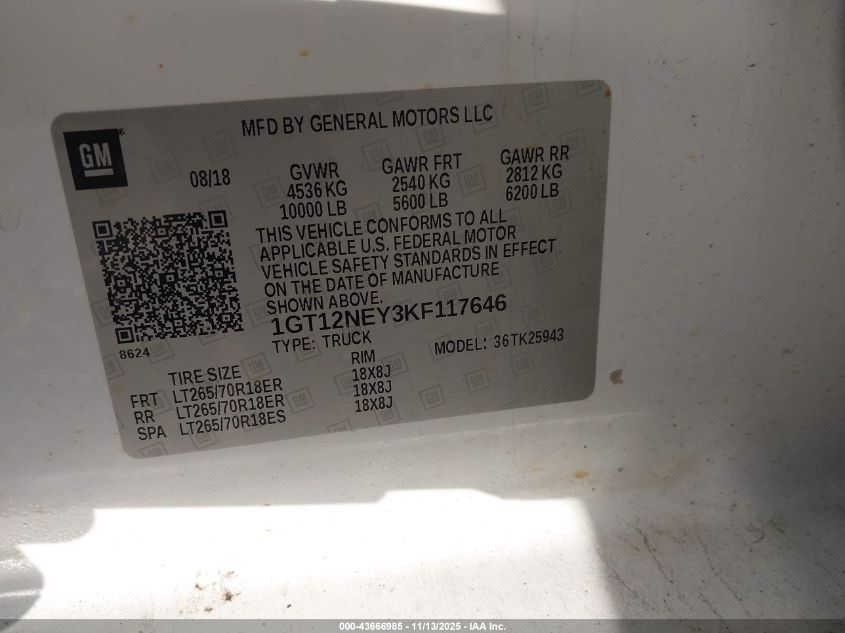 MFD BY GENERAL MOTORS LLC
GM
08/18
GVWR GAWR FRT GAWR RR
4536 KG 2540 KG 2812 KG
10000 LB 5600 LB 6200 LB
THIS VEHICLE CONFORMS TO ALL
APPLICABLE U.S. FEDERAL MOTOR
VEHICLE SAFETY STANDARDS IN EFFECT
ON THE DATE OF MANUFACTURE
SHOWN ABOVE.
1GT12NEY3KF117646
8624
TYPE: TRUCK MODEL: 36TK25943
TIRE SIZE RIM
FRT LT265/70R18ER 18X8J
RR LT265/70R18ER 18X8J
SPA LT265/70R18ES 18X8J
000-43666985 - 11/13/2025 - IAA Inc.